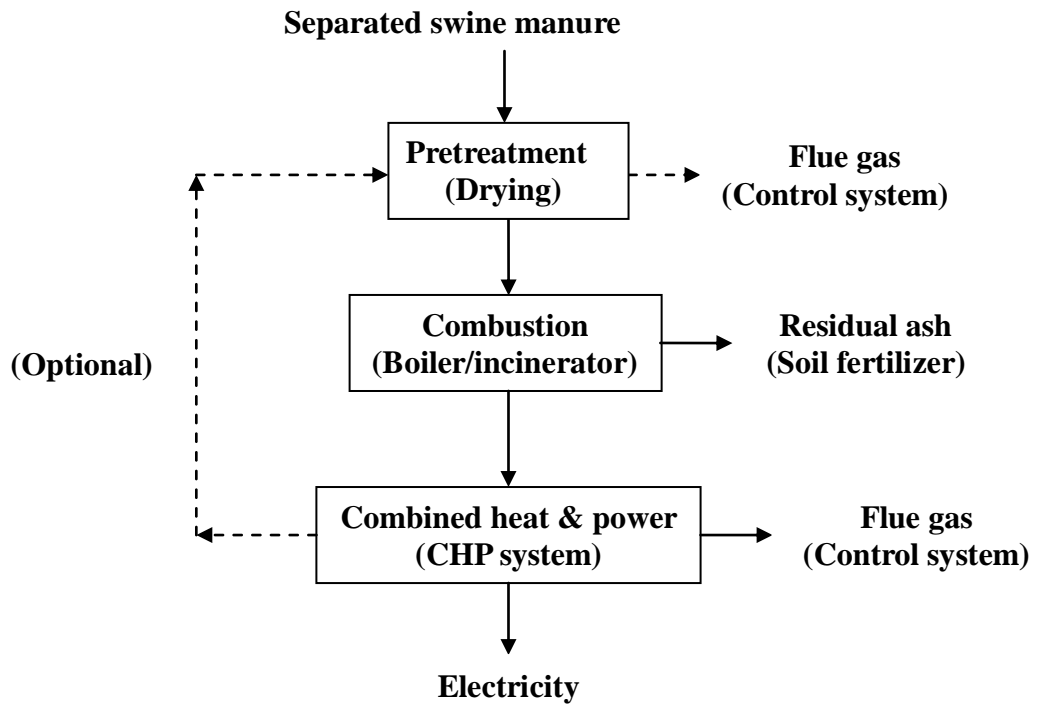 Separated swine manure
Pretreatment
(Drying)
Flue gas
(Control system)
Combustion
(Boiler/incinerator)
Residual ash
(Soil fertilizer)
(Optional)
Combined heat & power
(CHP system)
Flue gas
(Control system)
Electricity